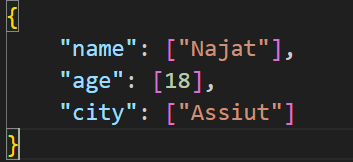 {
    "name": ["Najat"],
    "age": [18],
    "city": ["Assiut"]
}